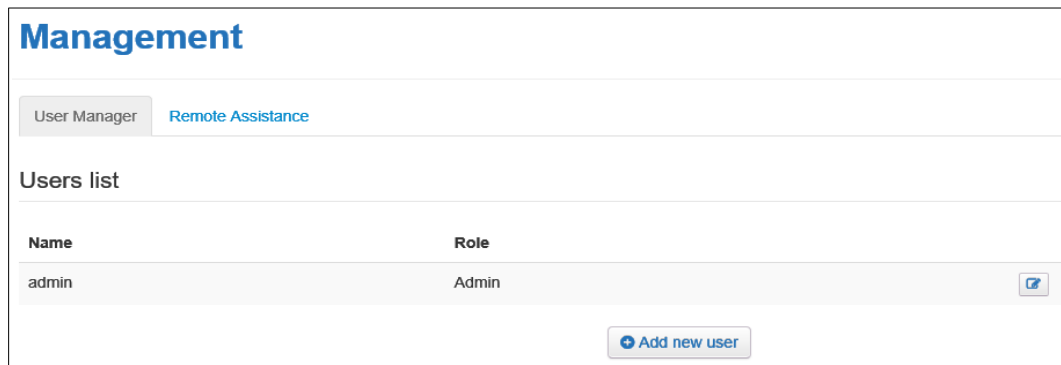 Management
User Manager Remote Assistance
Users list
Name Role
admin Admin
Add new user